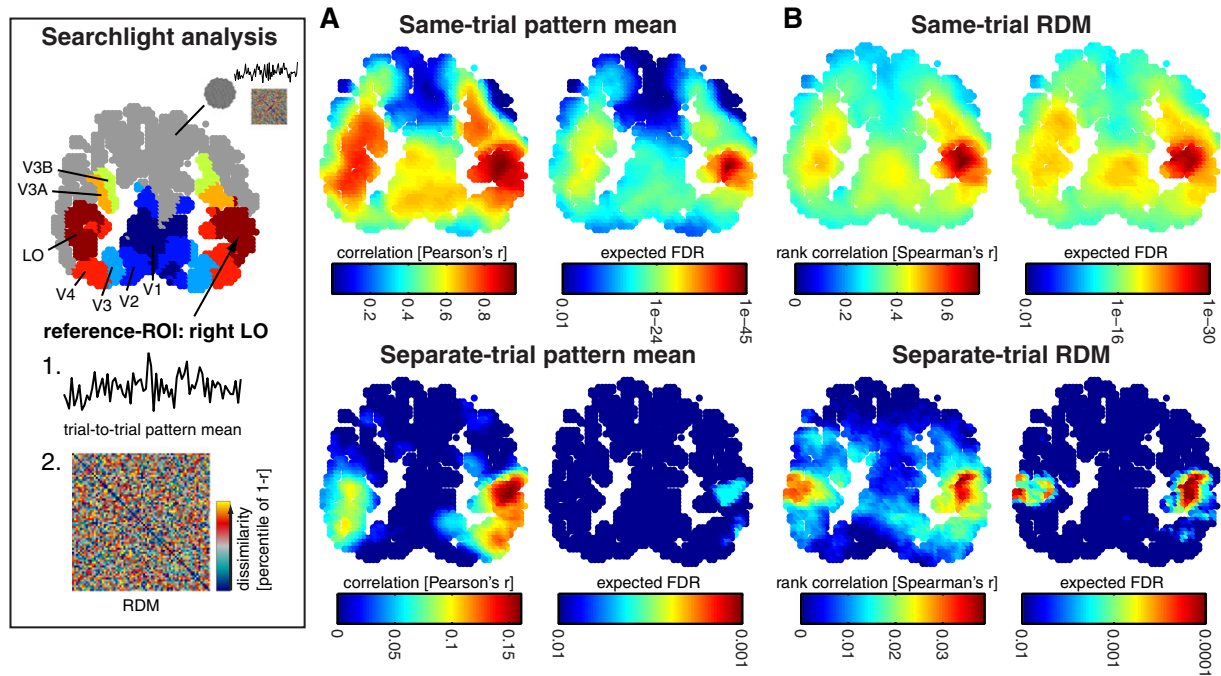 Searchlight analysis
V3B
V3A
LO
V4
V3
V2
V1
reference-ROI: right LO
1.
trial-to-trial pattern mean
2.
dissimilarity
[percentile of 1-r]
RDM
A
Same-trial pattern mean
correlation [Pearson's r]
0.2
0.4
0.6
0.8
expected FDR
0.01
1e−24
1e−45
Separate-trial pattern mean
correlation [Pearson's r]
0
0.05
0.1
0.15
expected FDR
0.01
0.001
B
Same-trial RDM
rank correlation [Spearman's r]
0
0.2
0.4
0.6
expected FDR
0.01
1e−16
1e−30
Separate-trial RDM
rank correlation [Spearman's r]
0
0.01
0.02
0.03
expected FDR
0.01
0.001
0.0001